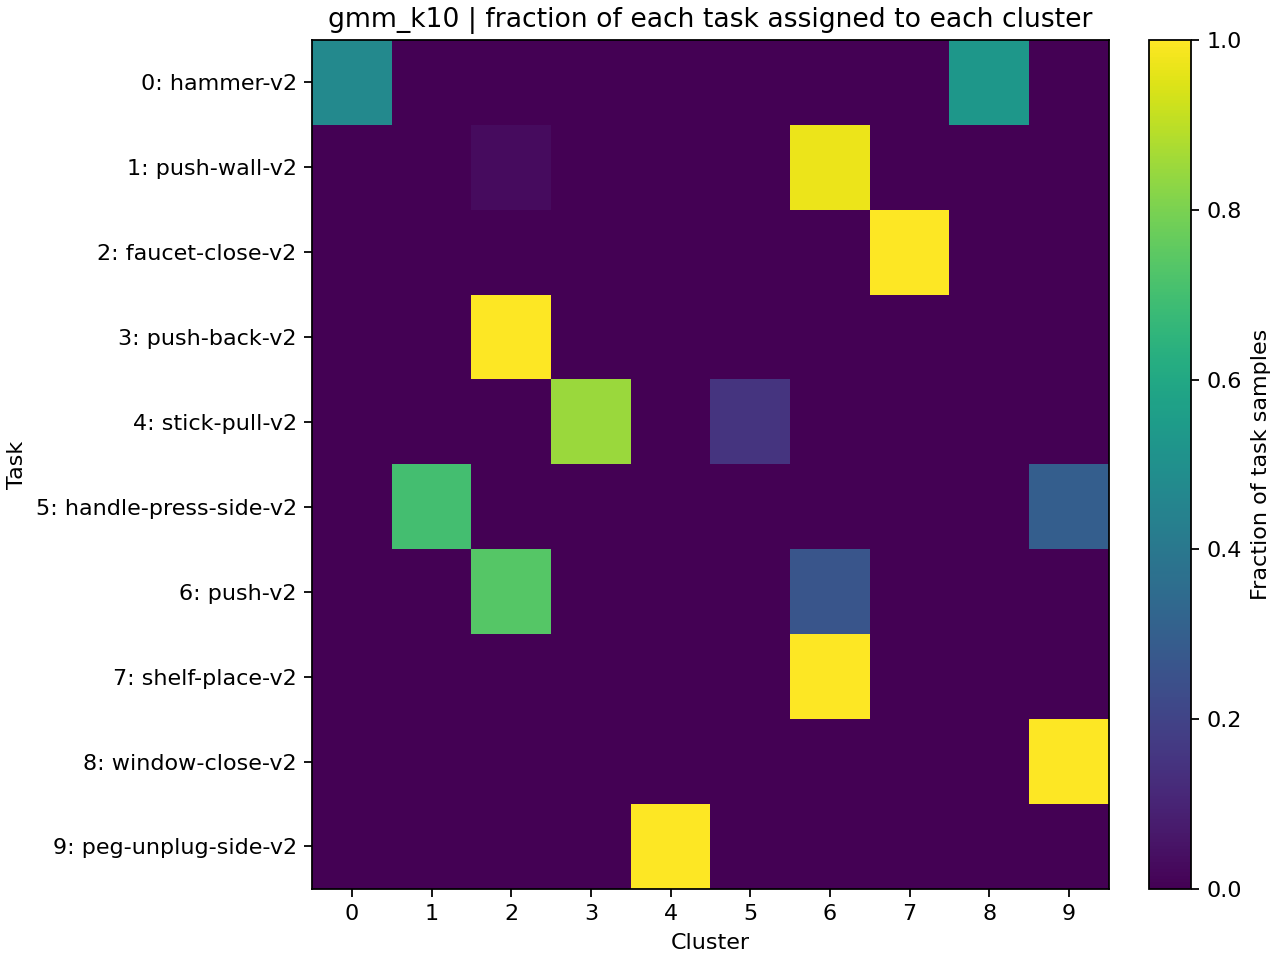 gmm_k10 | fraction of each task assigned to each cluster
0: hammer-v2
1: push-wall-v2
2: faucet-close-v2
3: push-back-v2
4: stick-pull-v2
5: handle-press-side-v2
6: push-v2
7: shelf-place-v2
8: window-close-v2
9: peg-unplug-side-v2
Task
0 1 2 3 4 5 6 7 8 9
Cluster
1.0
0.8
0.6
0.4
0.2
0.0
Fraction of task samples